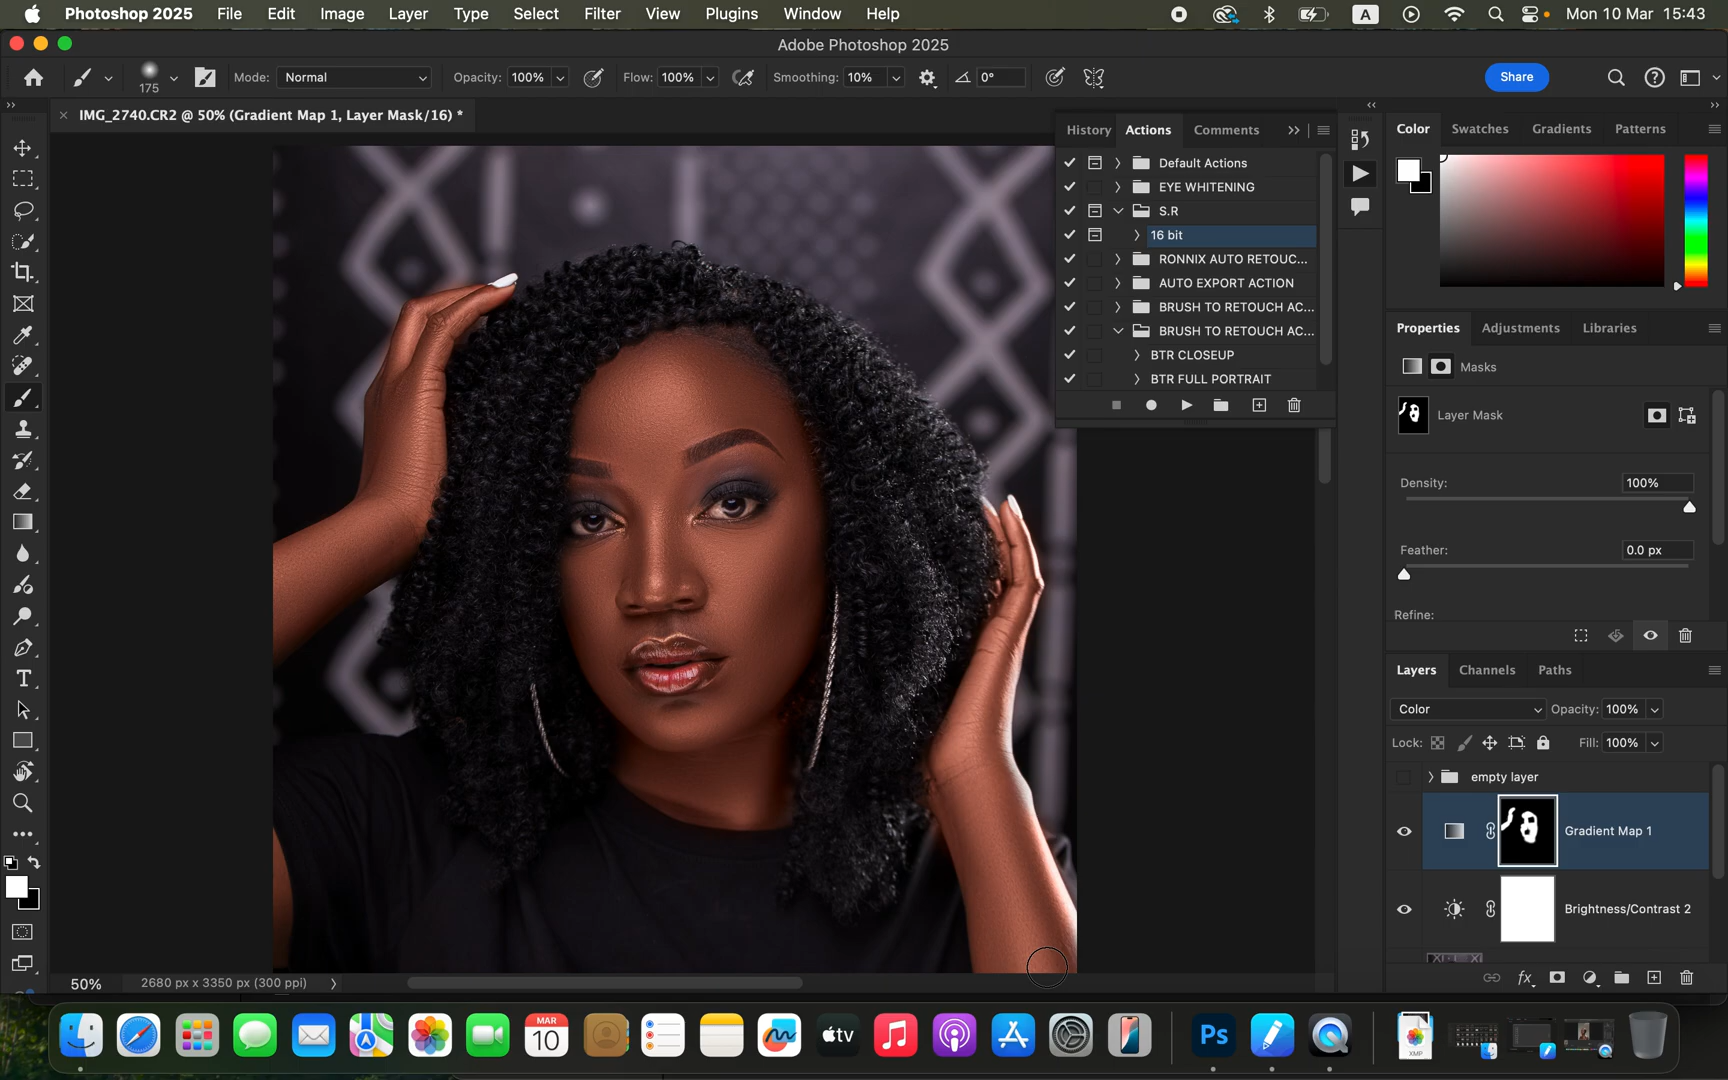 Photoshop 2025 File Edit Image Layer Type Select Filter View Plugins Window Help A Mon 10 Mar 15:43
Adobe Photoshop 2025
175 Mode: Normal Opacity: 100% Flow: 100% Smoothing: 10% 0° Share
IMG_2740.CR2 @ 50% (Gradient Map 1, Layer Mask/16) *
History Actions Comments
Default Actions
EYE WHITENING
S.R
16 bit
RONNIX AUTO RETOUC...
AUTO EXPORT ACTION
BRUSH TO RETOUCH AC...
BRUSH TO RETOUCH AC...
BTR CLOSEUP
BTR FULL PORTRAIT
Color Swatches Gradients Patterns
Properties Adjustments Libraries
Masks
Layer Mask
Density: 100%
Feather: 0.0 px
Refine:
Layers Channels Paths
Color Opacity: 100%
Lock: Fill: 100%
empty layer
Gradient Map 1
Brightness/Contrast 2
fx
50% 2680 px x 3350 px (300 ppi)
MAR
10
tv
Ps
XMP